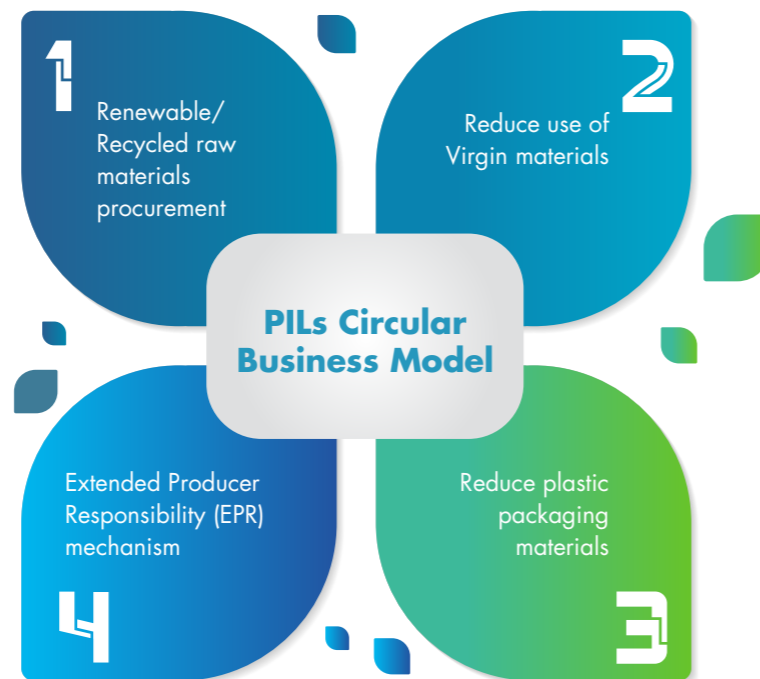 1
Renewable/
Recycled raw
materials
procurement
2
Reduce use of
Virgin materials
PILs Circular
Business Model
Reduce plastic
packaging
materials
3
Extended Producer
Responsibility (EPR)
mechanism
4